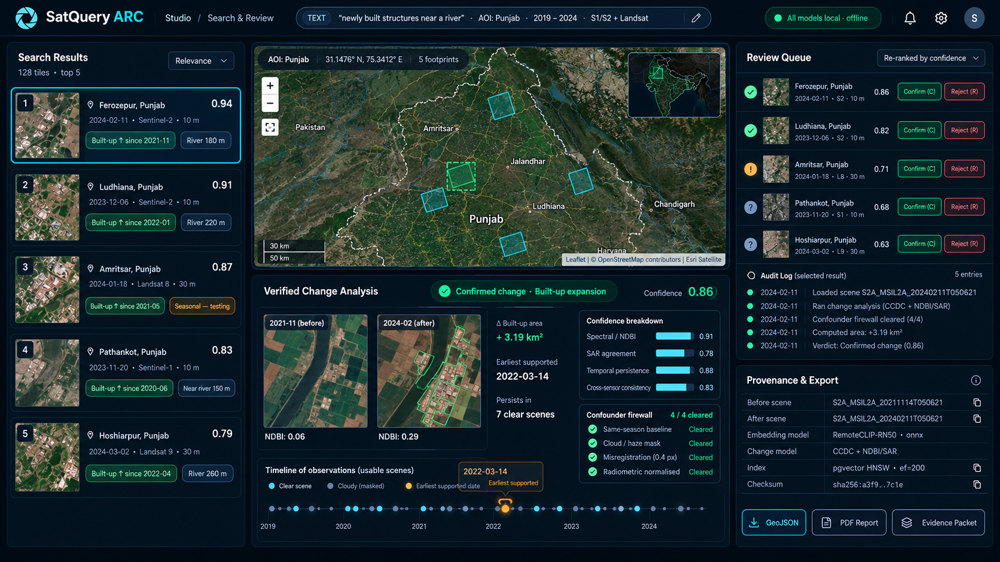 SatQuery ARC
Studio / Search & Review
TEXT "newly built structures near a river" · AOI: Punjab · 2019 – 2024 · S1/S2 + Landsat
All models local · offline
S
Search Results
Relevance
128 tiles • top 5
1
Ferozepur, Punjab 0.94
2024-02-11 • Sentinel-2 • 10 m
Built-up ↑ since 2021-11 River 180 m
2
Ludhiana, Punjab 0.91
2023-12-06 • Sentinel-2 • 10 m
Built-up ↑ since 2022-01 River 220 m
3
Amritsar, Punjab 0.87
2024-01-18 • Landsat 8 • 30 m
Built-up ↑ since 2021-05 Seasonal — testing
4
Pathankot, Punjab 0.83
2023-11-20 • Sentinel-1 • 10 m
Built-up ↑ since 2020-06 Near river 150 m
5
Hoshiarpur, Punjab 0.79
2024-03-02 • Landsat 9 • 30 m
Built-up ↑ since 2022-04 River 260 m
AOI: Punjab 31.1476° N, 75.3412° E 5 footprints
+
−
Pakistan
Amritsar
Jalandhar
Ludhiana
Chandigarh
Punjab
Haryana
30 km
50 km
Leaflet | © OpenStreetMap contributors | Esri Satellite
Verified Change Analysis
Confirmed change · Built-up expansion
Confidence 0.86
2021-11 (before)
2024-02 (after)
NDBI: 0.06
NDBI: 0.29
Δ Built-up area
+ 3.19 km²
Earliest supported
2022-03-14
Persists in
7 clear scenes
Confidence breakdown
Spectral / NDBI 0.91
SAR agreement 0.78
Temporal persistence 0.88
Cross-sensor consistency 0.83
Confounder firewall 4 / 4 cleared
Same-season baseline Cleared
Cloud / haze mask Cleared
Misregistration (0.4 px) Cleared
Radiometric normalised Cleared
Timeline of observations (usable scenes)
Clear scene Cloudy (masked) Earliest supported date
2022-03-14
Earliest supported
2019 2020 2021 2022 2023 2024
Review Queue
Re-ranked by confidence
Ferozepur, Punjab
2024-02-11 • S2 • 10 m
0.86 Confirm (C) Reject (R)
Ludhiana, Punjab
2023-12-06 • S2 • 10 m
0.82 Confirm (C) Reject (R)
!
Amritsar, Punjab
2024-01-18 • L8 • 30 m
0.71 Confirm (C) Reject (R)
?
Pathankot, Punjab
2023-11-20 • S1 • 10 m
0.68 Confirm (C) Reject (R)
?
Hoshiarpur, Punjab
2024-03-02 • L9 • 30 m
0.63 Confirm (C) Reject (R)
Audit Log (selected result) 5 entries
2024-02-11 Loaded scene S2A_MSIL2A_20240211T050621
2024-02-11 Ran change analysis (CCDC + NDBI/SAR)
2024-02-11 Confounder firewall cleared (4/4)
2024-02-11 Computed area: +3.19 km²
2024-02-11 Verdict: Confirmed change (0.86)
Provenance & Export
Before scene S2A_MSIL2A_20211114T050621
After scene S2A_MSIL2A_20240211T050621
Embedding model RemoteCLIP-RN50 • onnx
Change model CCDC + NDBI/SAR
Index pgvector HNSW • ef=200
Checksum sha256:a3f9...7c1e
GeoJSON PDF Report Evidence Packet